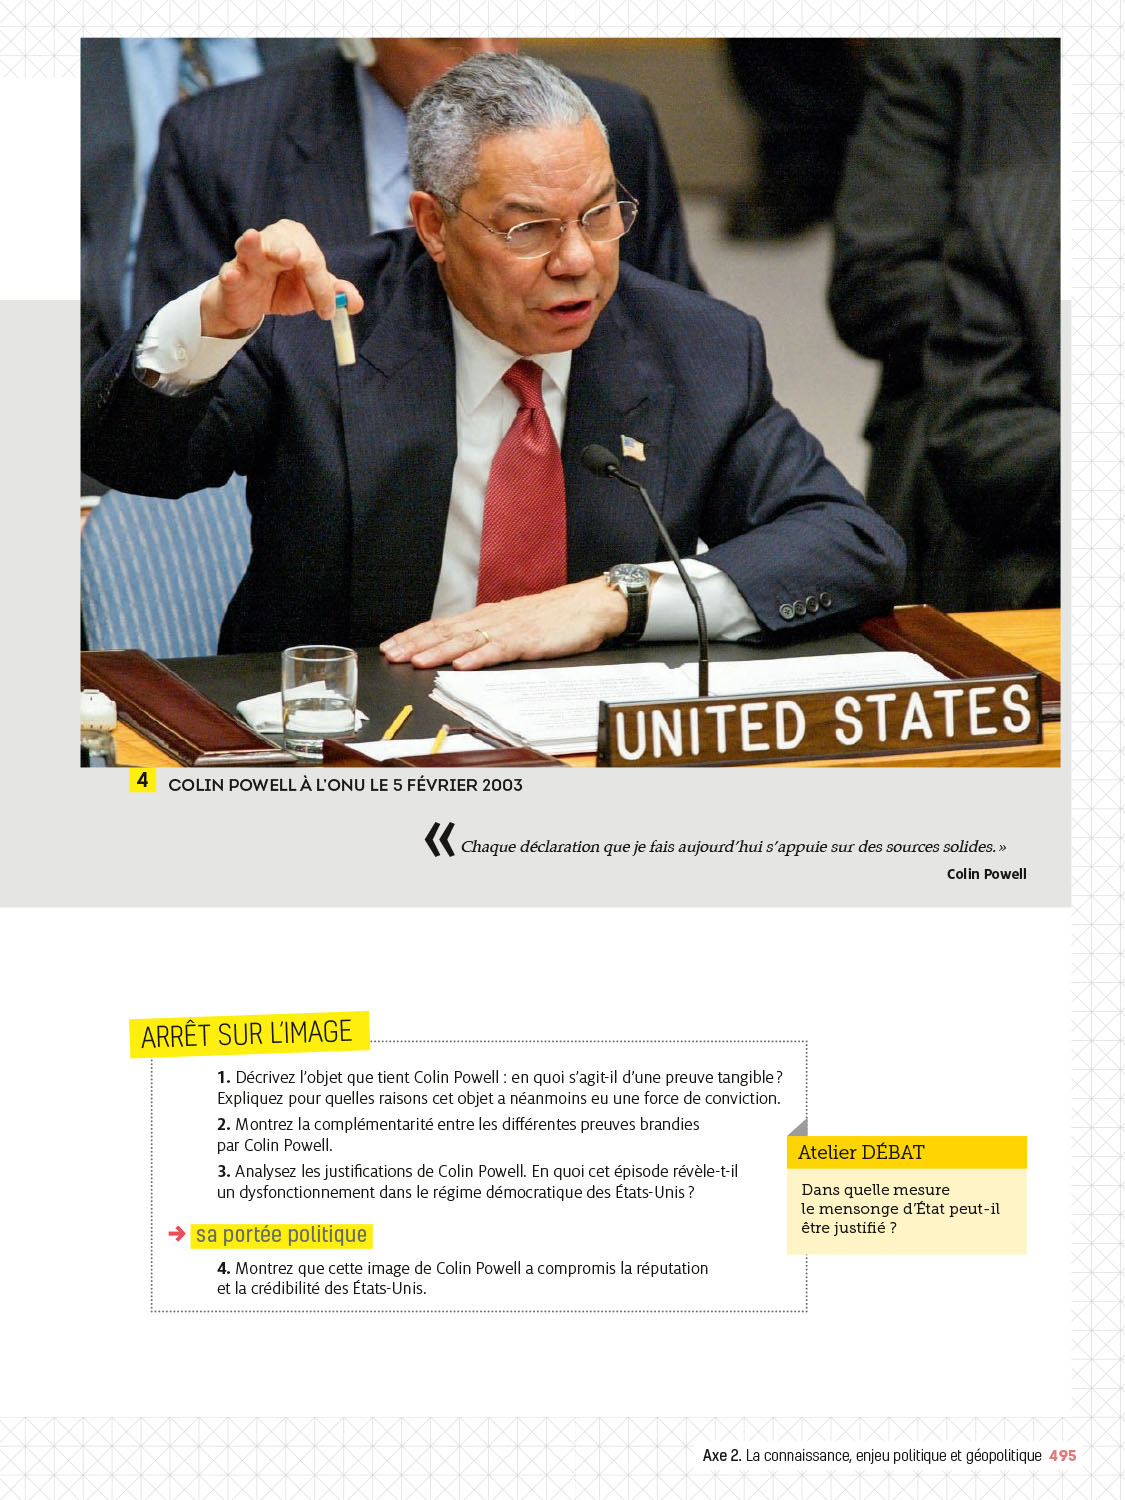 UNITED STATES
4 COLIN POWELL À L'ONU LE 5 FÉVRIER 2003
« Chaque déclaration que je fais aujourd'hui s'appuie sur des sources solides. »
Colin Powell
ARRÊT SUR L'IMAGE
1. Décrivez l'objet que tient Colin Powell : en quoi s'agit-il d'une preuve tangible ?
Expliquez pour quelles raisons cet objet a néanmoins eu une force de conviction.
2. Montrez la complémentarité entre les différentes preuves brandies
par Colin Powell.
3. Analysez les justifications de Colin Powell. En quoi cet épisode révèle-t-il
un dysfonctionnement dans le régime démocratique des États-Unis ?
➔ sa portée politique
4. Montrez que cette image de Colin Powell a compromis la réputation
et la crédibilité des États-Unis.
Atelier DÉBAT
Dans quelle mesure
le mensonge d'État peut-il
être justifié ?
Axe 2. La connaissance, enjeu politique et géopolitique 495